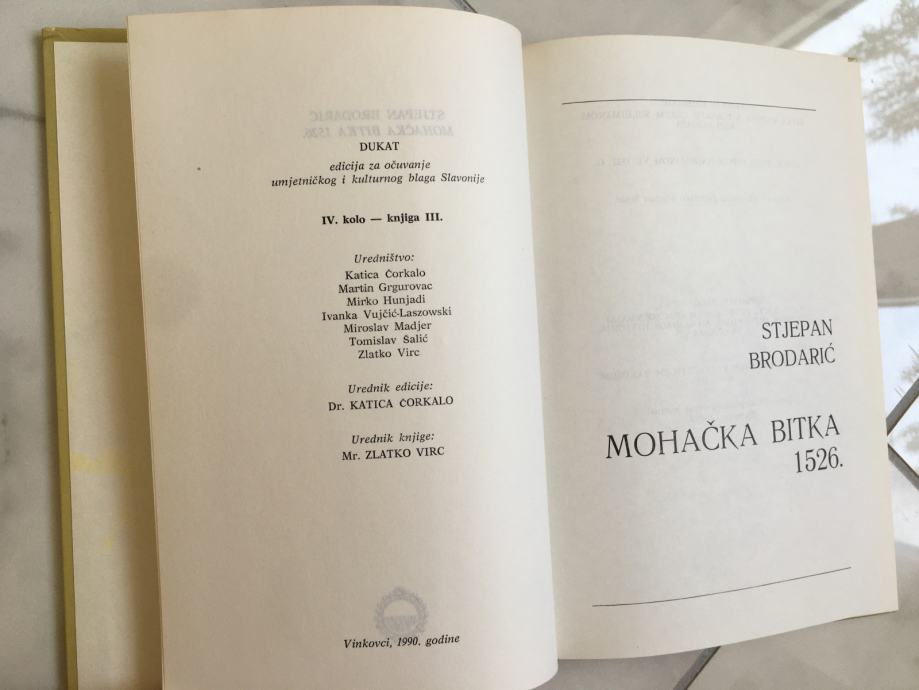 DUKAT
edicija za očuvanje
umjetničkog i kulturnog blaga Slavonije
IV. kolo — knjiga III.
Uredništvo:
Katica Čorkalo
Martin Grgurovac
Mirko Hunjadi
Ivanka Vujčić-Laszowski
Miroslav Madjer
Tomislav Šalić
Zlatko Virc
Urednik edicije:
Dr. KATICA ČORKALO
Urednik knjige:
Mr. ZLATKO VIRC
Vinkovci, 1990. godine
STJEPAN
BRODARIĆ
MOHAČKA BITKA
1526.